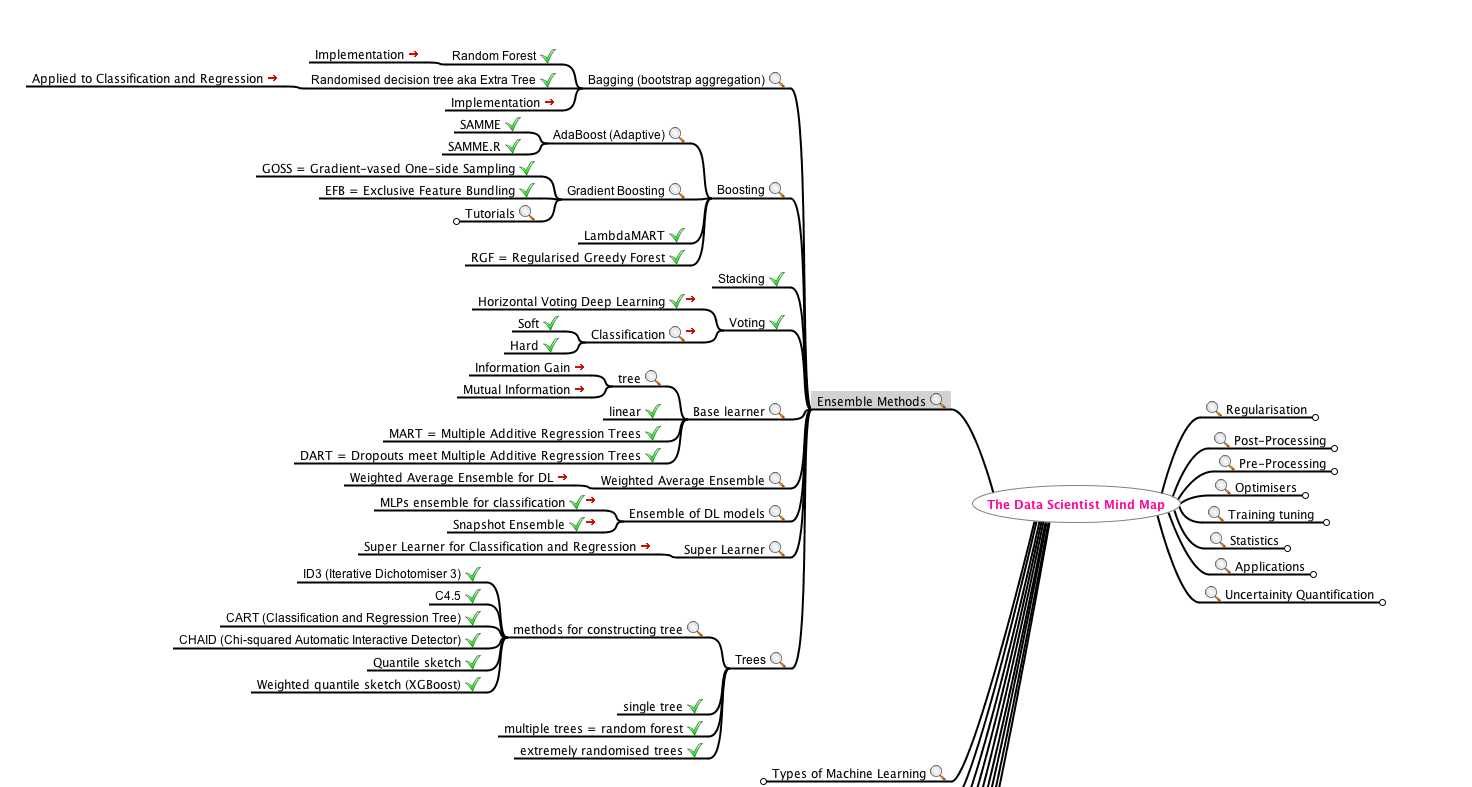 Implementation
Random Forest
Applied to Classification and Regression
Randomised decision tree aka Extra Tree
Bagging (bootstrap aggregation)
Implementation
SAMME
AdaBoost (Adaptive)
SAMME.R
GOSS = Gradient-vased One-side Sampling
EFB = Exclusive Feature Bundling
Gradient Boosting
Boosting
Tutorials
LambdaMART
RGF = Regularised Greedy Forest
Stacking
Horizontal Voting Deep Learning
Voting
Soft
Classification
Hard
Information Gain
tree
Mutual Information
Base learner
linear
MART = Multiple Additive Regression Trees
DART = Dropouts meet Multiple Additive Regression Trees
Weighted Average Ensemble for DL
Weighted Average Ensemble
MLPs ensemble for classification
Ensemble of DL models
Snapshot Ensemble
Super Learner for Classification and Regression
Super Learner
ID3 (Iterative Dichotomiser 3)
C4.5
CART (Classification and Regression Tree)
methods for constructing tree
CHAID (Chi-squared Automatic Interactive Detector)
Quantile sketch
Weighted quantile sketch (XGBoost)
Trees
single tree
multiple trees = random forest
extremely randomised trees
Ensemble Methods
Types of Machine Learning
The Data Scientist Mind Map
Regularisation
Post-Processing
Pre-Processing
Optimisers
Training tuning
Statistics
Applications
Uncertainity Quantification